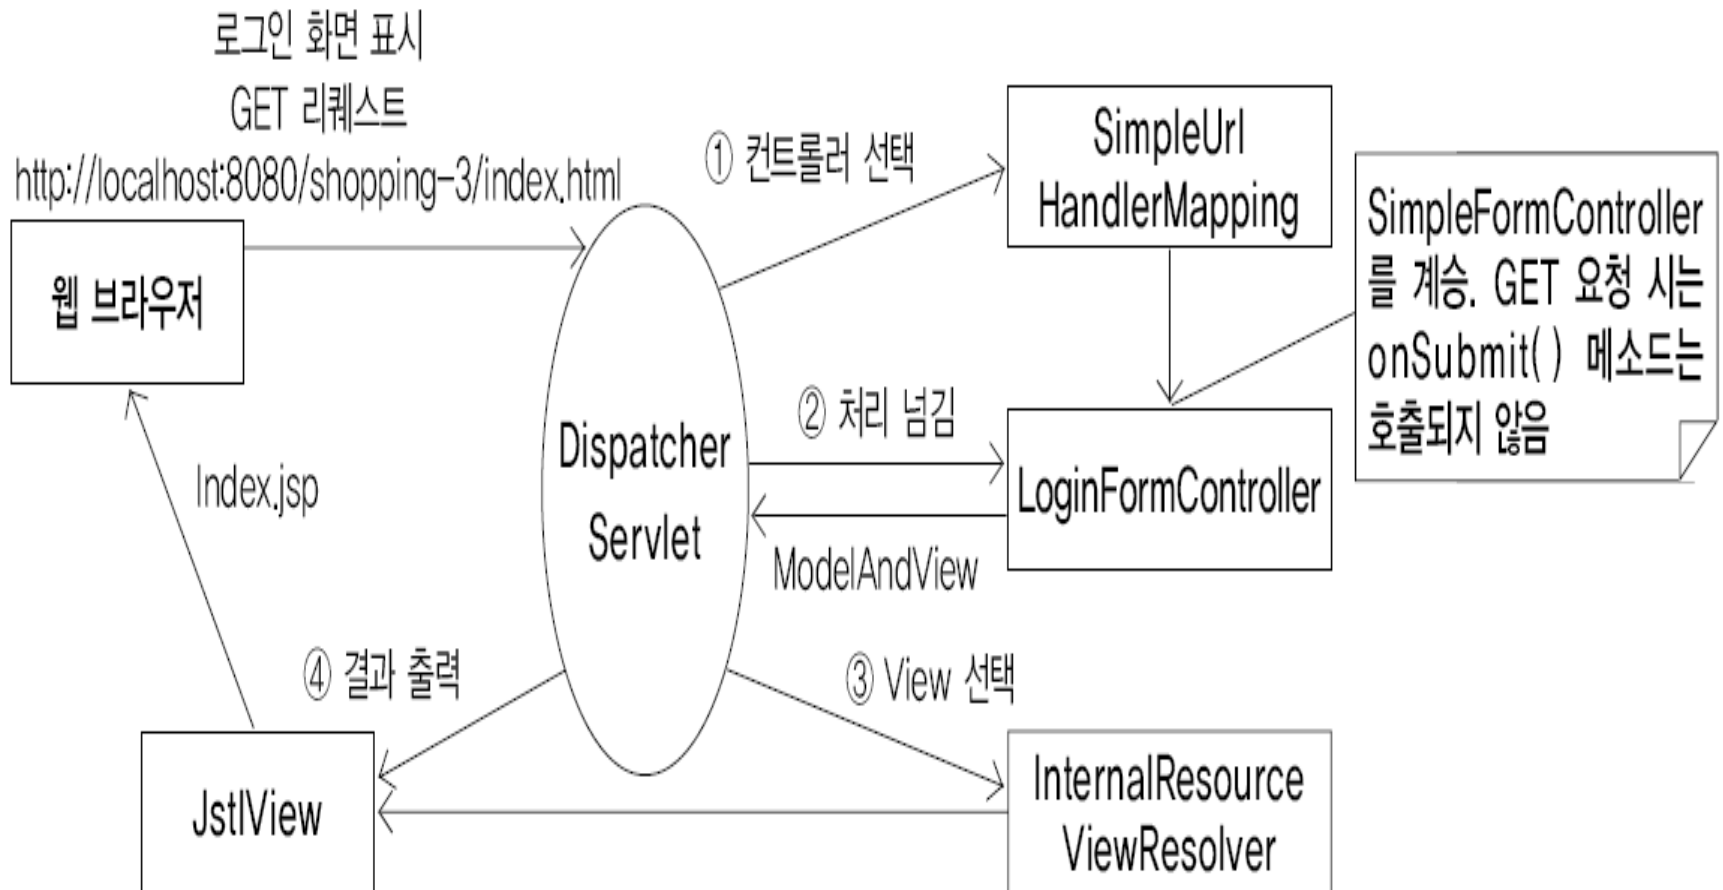 로그인 화면 표시
GET 리퀘스트
http://localhost:8080/shopping-3/index.html
웹 브라우저
① 컨트롤러 선택
SimpleUrl
HandlerMapping
SimpleFormController
를 계승. GET 요청 시는
onSubmit( ) 메소드는
호출되지 않음
Dispatcher
Servlet
② 처리 넘김
LoginFormController
ModelAndView
Index.jsp
④ 결과 출력
③ View 선택
JstlView
InternalResource
ViewResolver